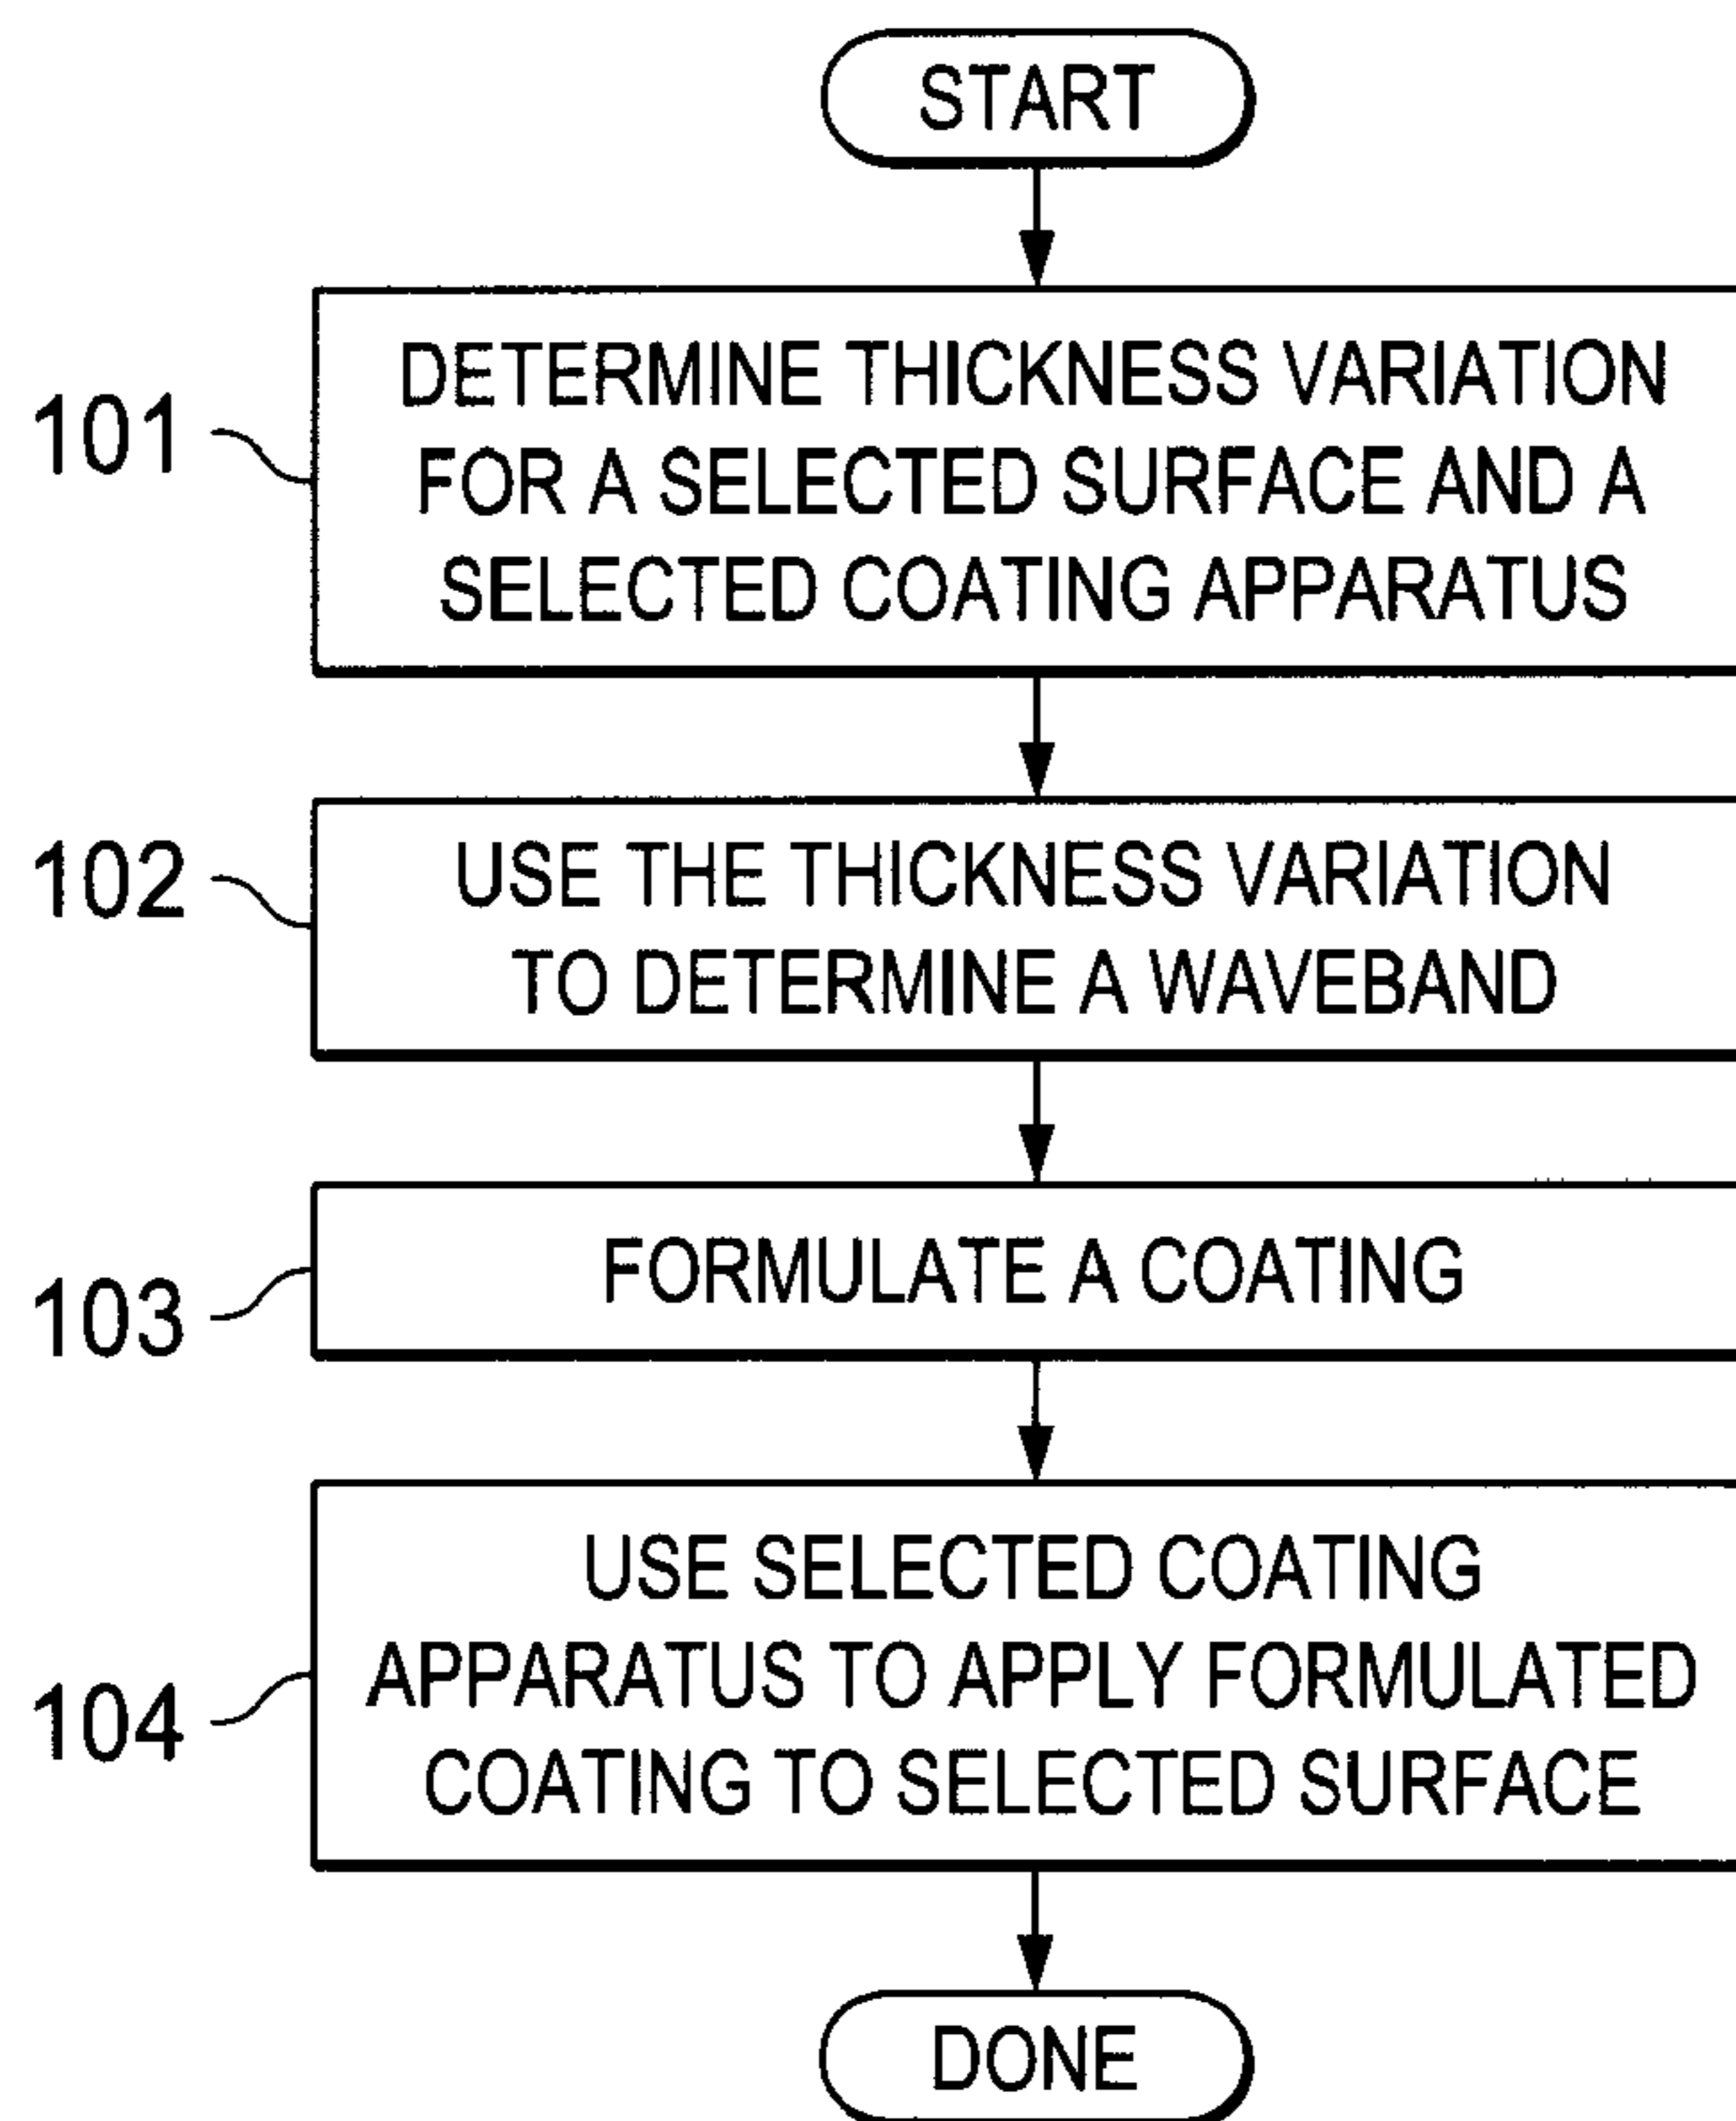 START
101
DETERMINE THICKNESS VARIATION
FOR A SELECTED SURFACE AND A
SELECTED COATING APPARATUS
102
USE THE THICKNESS VARIATION
TO DETERMINE A WAVEBAND
103
FORMULATE A COATING
104
USE SELECTED COATING
APPARATUS TO APPLY FORMULATED
COATING TO SELECTED SURFACE
DONE